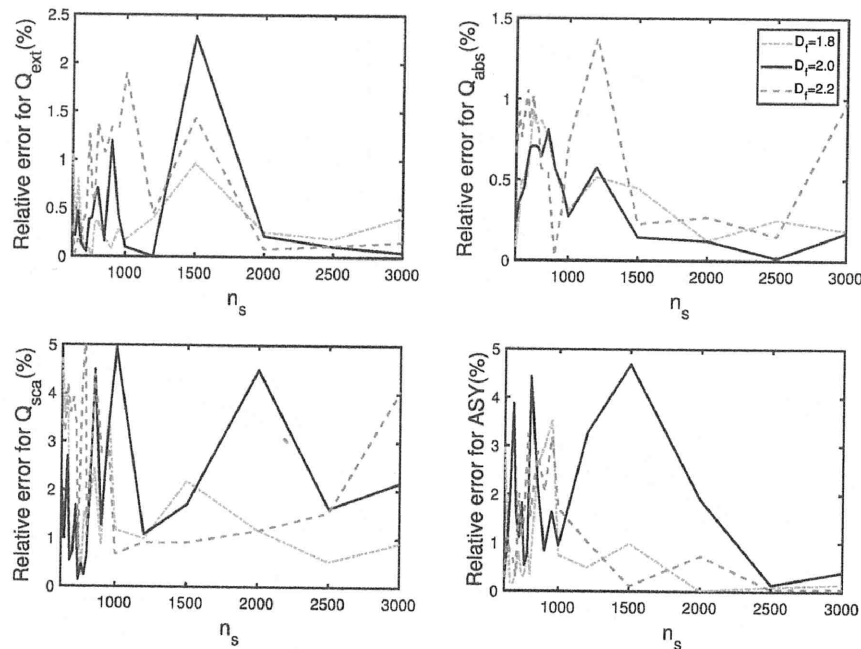 Relative error for Q_ext(%)
2.5
2
1.5
1
0.5
0
1000 1500 2000 2500 3000
n_s
Relative error for Q_abs(%)
1.5
1
0.5
0
1000 1500 2000 2500 3000
n_s
D_f=1.8
D_f=2.0
D_f=2.2
Relative error for Q_sca(%)
5
4
3
2
1
0
1000 1500 2000 2500 3000
n_s
Relative error for ASY(%)
5
4
3
2
1
0
1000 1500 2000 2500 3000
n_s